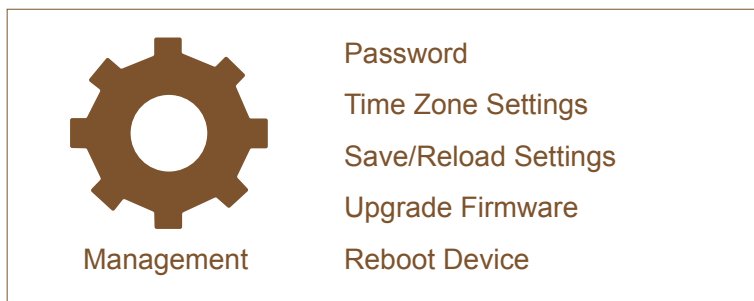 Password
Time Zone Settings
Save/Reload Settings
Upgrade Firmware
Management
Reboot Device